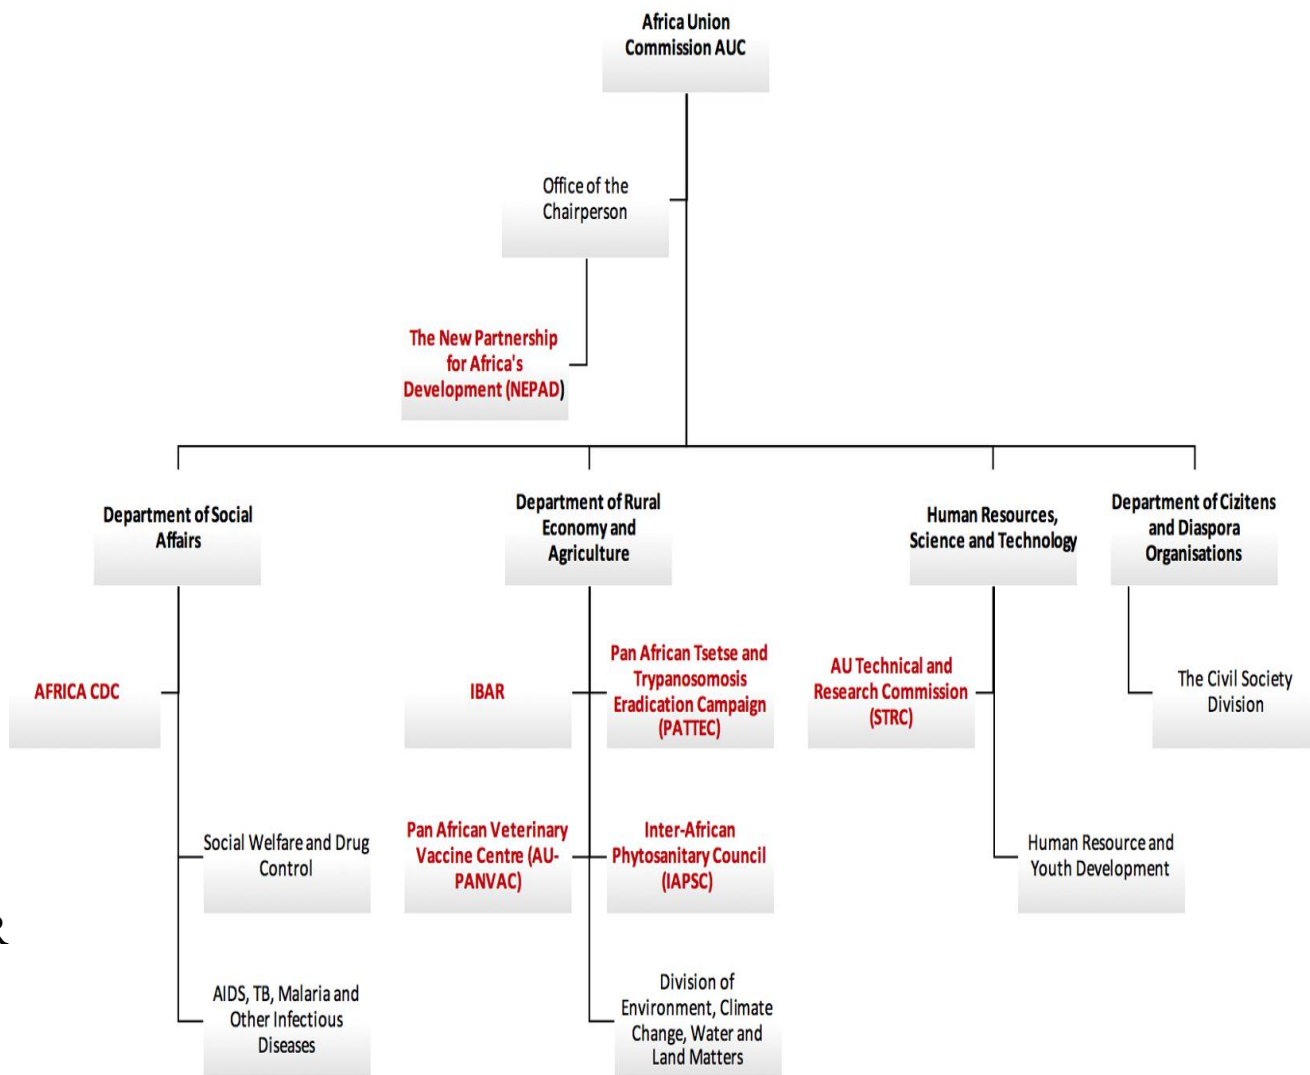 Africa Union
Commission AUC
Office of the
Chairperson
The New Partnership
for Africa's
Development (NEPAD)
Department of Social
Affairs
Department of Rural
Economy and
Agriculture
Human Resources,
Science and Technology
Department of Cizitens
and Diaspora
Organisations
AFRICA CDC
IBAR
Pan African Tsetse and
Trypanosomosis
Eradication Campaign
(PATTEC)
AU Technical and
Research Commission
(STRC)
The Civil Society
Division
Social Welfare and Drug
Control
Pan African Veterinary
Vaccine Centre (AU-
PANVAC)
Inter-African
Phytosanitary Council
(IAPSC)
Human Resource and
Youth Development
R
AIDS, TB, Malaria and
Other Infectious
Diseases
Division of
Environment, Climate
Change, Water and
Land Matters